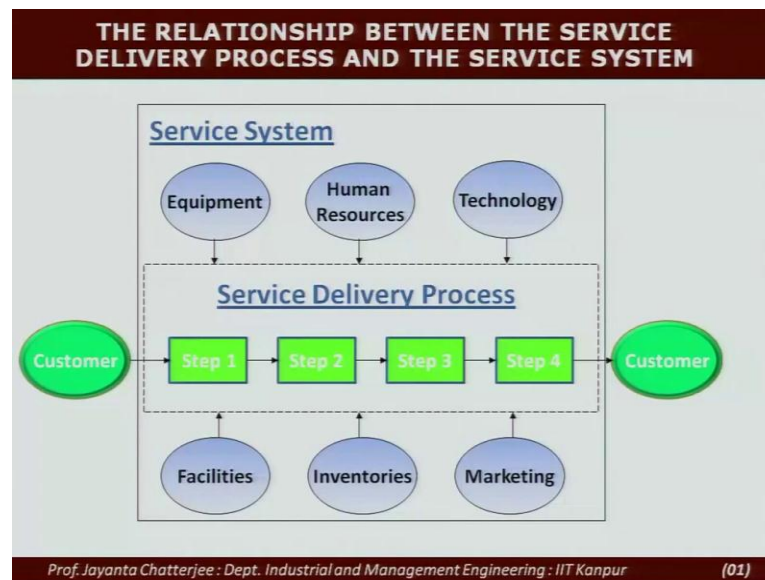 THE RELATIONSHIP BETWEEN THE SERVICE
DELIVERY PROCESS AND THE SERVICE SYSTEM
Service System
Equipment
Human
Resources
Technology
Service Delivery Process
Customer
Step 1
Step 2
Step 3
Step 4
Customer
Facilities
Inventories
Marketing
Prof. Jayanta Chatterjee : Dept. Industrial and Management Engineering : IIT Kanpur
(01)